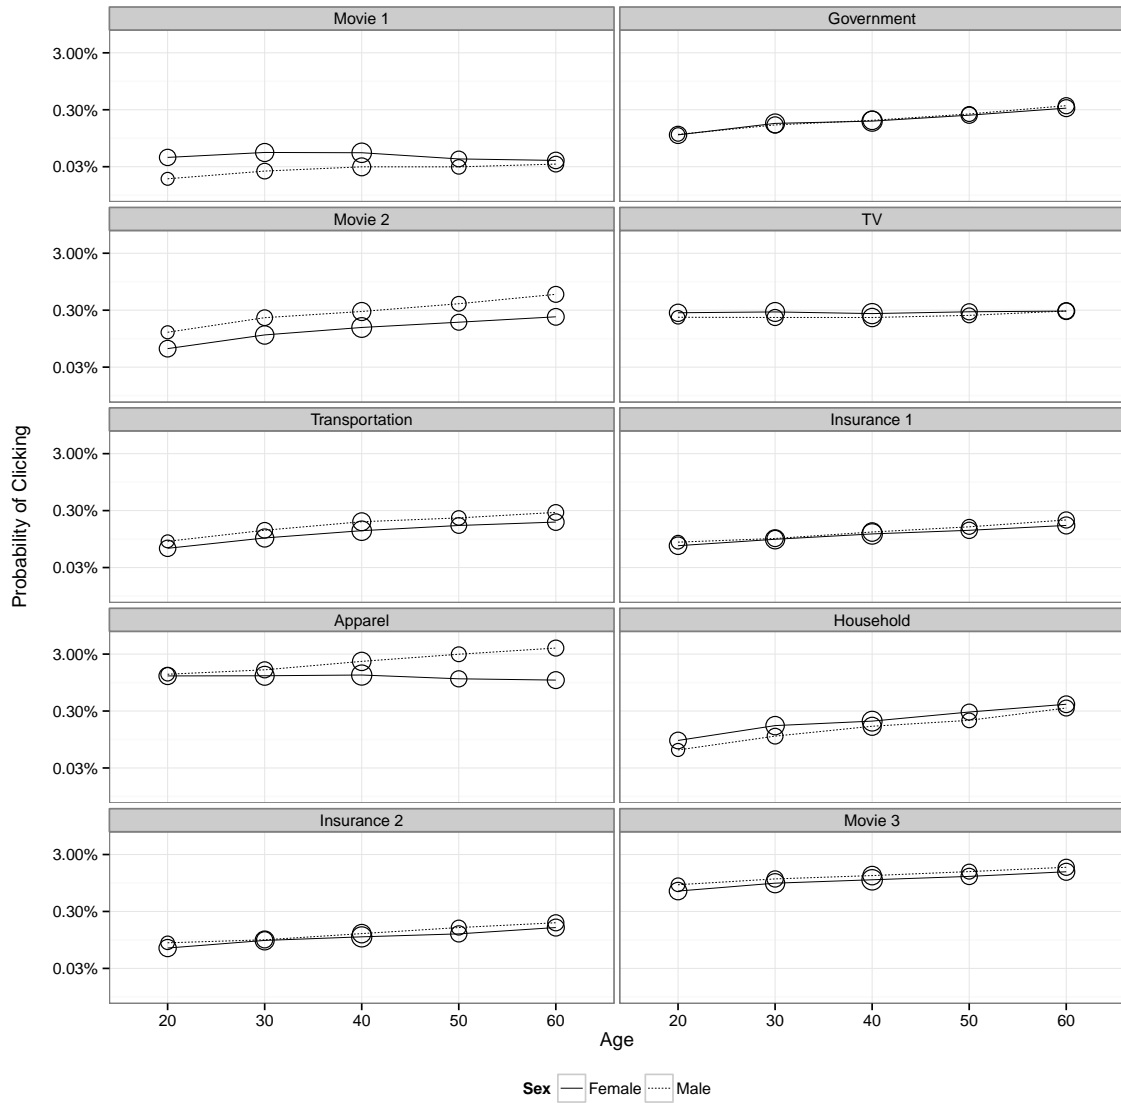 Movie 1
Government
3.00%
0.30%
0.03%
Movie 2
TV
3.00%
0.30%
0.03%
Transportation
Insurance 1
3.00%
0.30%
0.03%
Apparel
Household
3.00%
0.30%
0.03%
Insurance 2
Movie 3
3.00%
0.30%
0.03%
Probability of Clicking
20 30 40 50 60 20 30 40 50 60
Age
Sex Female Male